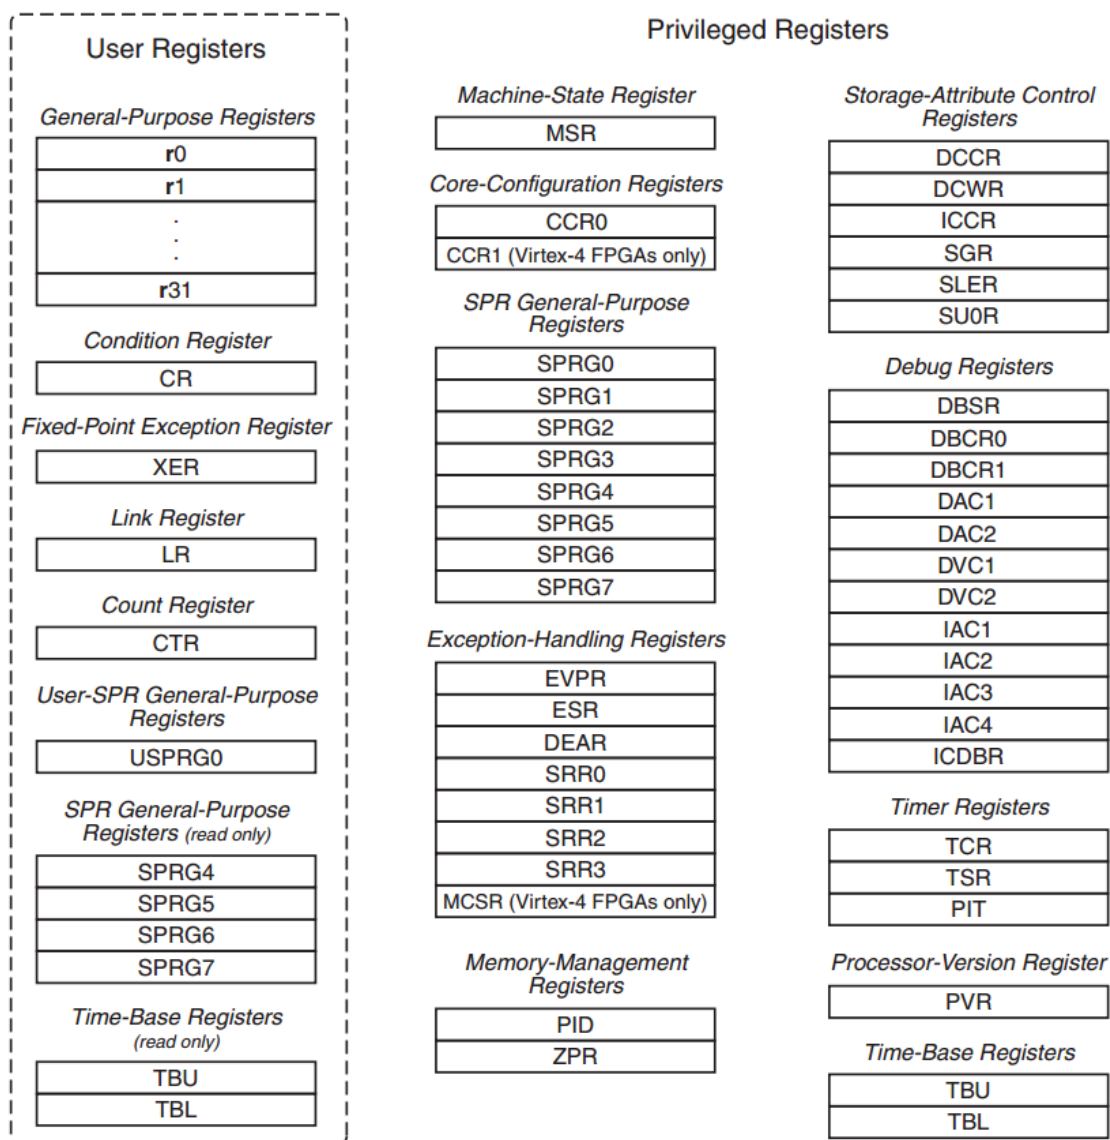 User Registers
General-Purpose Registers
r0
r1
.
.
.
r31
Condition Register
CR
Fixed-Point Exception Register
XER
Link Register
LR
Count Register
CTR
User-SPR General-Purpose
Registers
USPRG0
SPR General-Purpose
Registers (read only)
SPRG4
SPRG5
SPRG6
SPRG7
Time-Base Registers
(read only)
TBU
TBL
Privileged Registers
Machine-State Register
MSR
Core-Configuration Registers
CCR0
CCR1 (Virtex-4 FPGAs only)
SPR General-Purpose
Registers
SPRG0
SPRG1
SPRG2
SPRG3
SPRG4
SPRG5
SPRG6
SPRG7
Exception-Handling Registers
EVPR
ESR
DEAR
SRR0
SRR1
SRR2
SRR3
MCSR (Virtex-4 FPGAs only)
Memory-Management
Registers
PID
ZPR
Storage-Attribute Control
Registers
DCCR
DCWR
ICCR
SGR
SLER
SU0R
Debug Registers
DBSR
DBCR0
DBCR1
DAC1
DAC2
DVC1
DVC2
IAC1
IAC2
IAC3
IAC4
ICDBR
Timer Registers
TCR
TSR
PIT
Processor-Version Register
PVR
Time-Base Registers
TBU
TBL